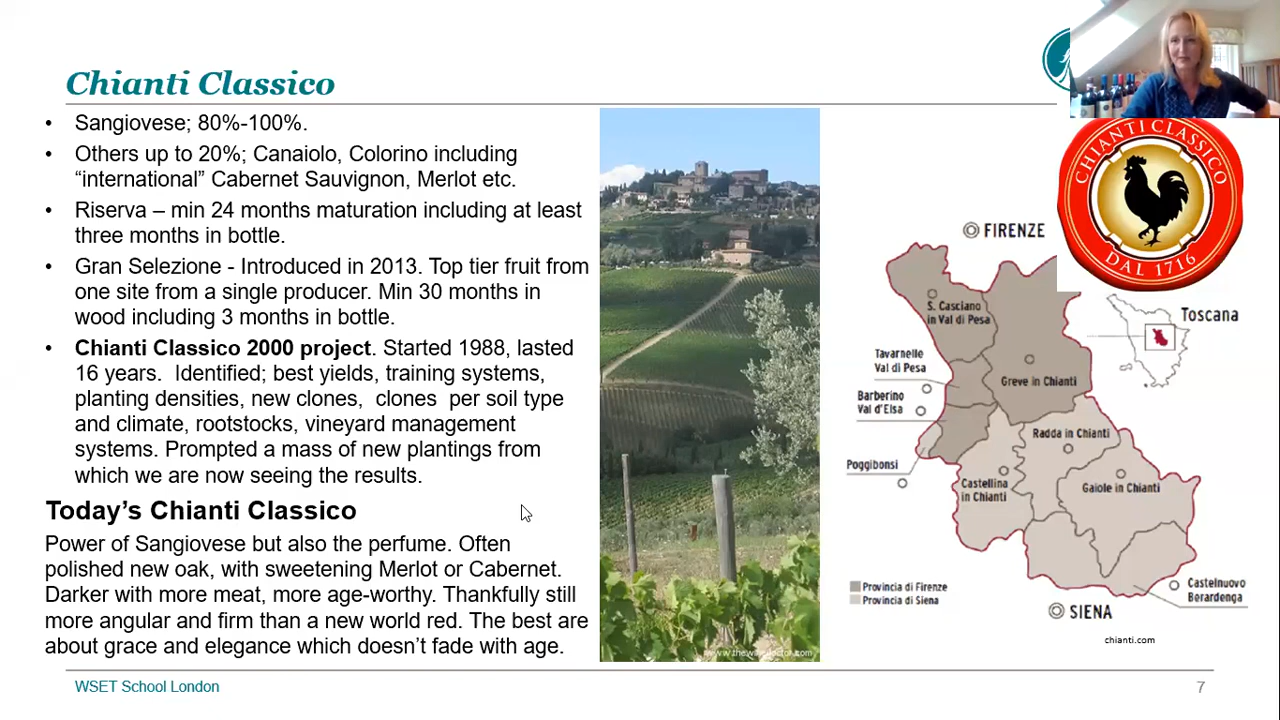 Chianti Classico
• Sangiovese; 80%-100%.
• Others up to 20%; Canaiolo, Colorino including
“international” Cabernet Sauvignon, Merlot etc.
• Riserva – min 24 months maturation including at least
three months in bottle.
• Gran Selezione - Introduced in 2013. Top tier fruit from
one site from a single producer. Min 30 months in
wood including 3 months in bottle.
• Chianti Classico 2000 project. Started 1988, lasted
16 years.  Identified; best yields, training systems,
planting densities, new clones,  clones  per soil type
and climate, rootstocks, vineyard management
systems. Prompted a mass of new plantings from
which we are now seeing the results.
Today’s Chianti Classico
Power of Sangiovese but also the perfume. Often
polished new oak, with sweetening Merlot or Cabernet.
Darker with more meat, more age-worthy. Thankfully still
more angular and firm than a new world red. The best are
about grace and elegance which doesn’t fade with age.
CHIANTI CLASSICO
DAL 1716
FIRENZE
Toscana
S. Casciano
in Val di Pesa
Tavarnelle
Val di Pesa
Greve in Chianti
Barberino
Val d'Elsa
Radda in Chianti
Poggibonsi
Castellina
in Chianti
Gaiole in Chianti
Provincia di Firenze
Provincia di Siena
Castelnuovo
Berardenga
SIENA
chianti.com
WSET School London
7